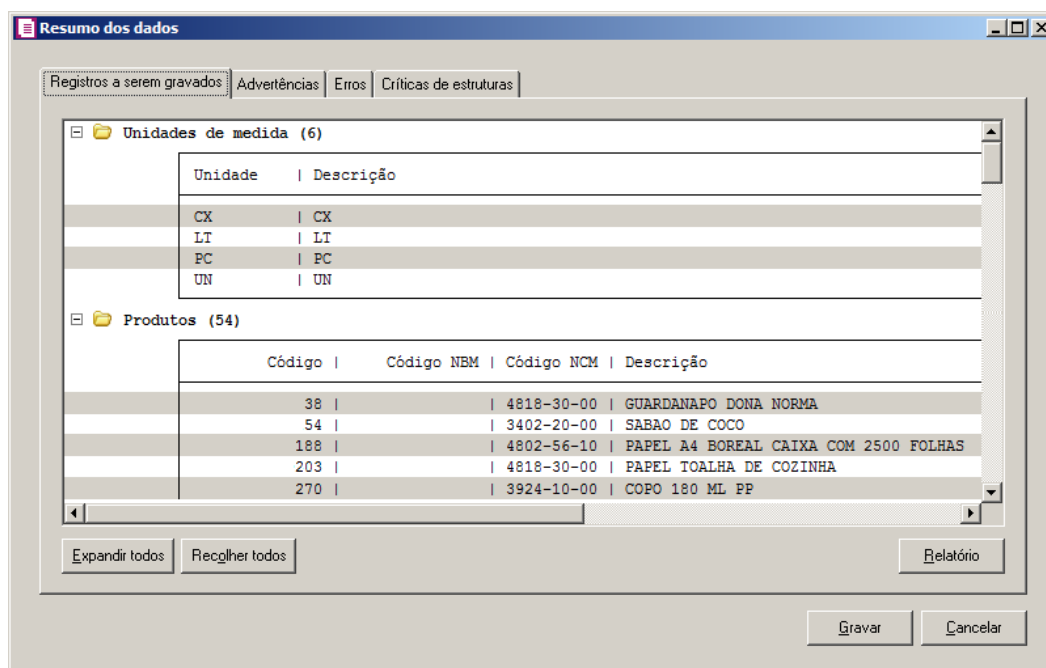 Resumo dos dados
Registros a serem gravados Advertências Erros Críticas de estruturas
Unidades de medida (6)
Unidade | Descrição
CX | CX
LT | LT
PC | PC
UN | UN
Produtos (54)
Código | Código NBM | Código NCM | Descrição
38 | | 4818-30-00 | GUARDANAPO DONA NORMA
54 | | 3402-20-00 | SABAO DE COCO
188 | | 4802-56-10 | PAPEL A4 BOREAL CAIXA COM 2500 FOLHAS
203 | | 4818-30-00 | PAPEL TOALHA DE COZINHA
270 | | 3924-10-00 | COPO 180 ML PP
Expandir todos Recolher todos Relatório
Gravar Cancelar